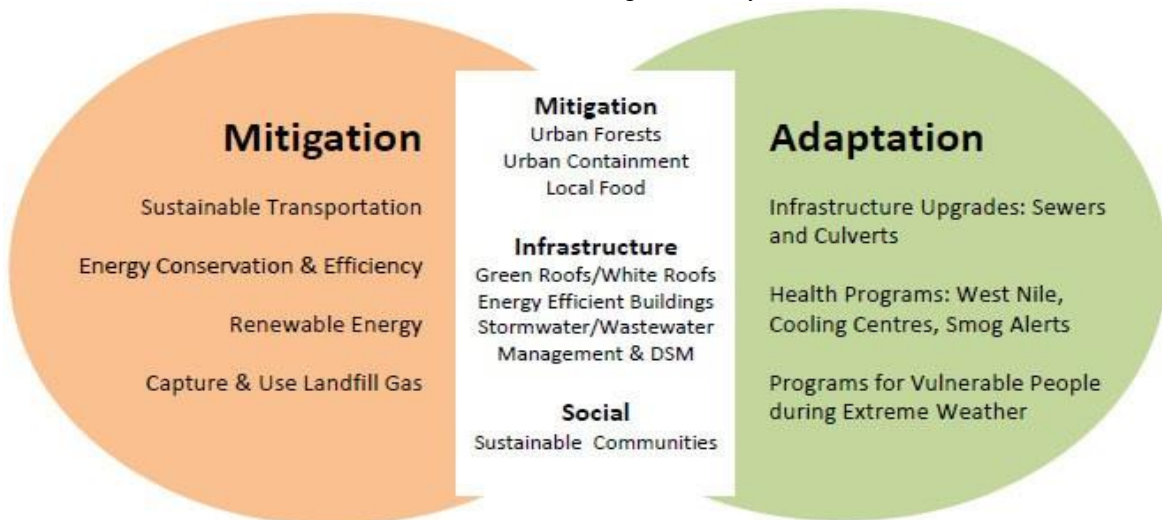 Mitigation
Sustainable Transportation
Energy Conservation & Efficiency
Renewable Energy
Capture & Use Landfill Gas
Mitigation
Urban Forests
Urban Containment
Local Food
Infrastructure
Green Roofs/White Roofs
Energy Efficient Buildings
Stormwater/Wastewater
Management & DSM
Social
Sustainable Communities
Adaptation
Infrastructure Upgrades: Sewers
and Culverts
Health Programs: West Nile,
Cooling Centres, Smog Alerts
Programs for Vulnerable People
during Extreme Weather